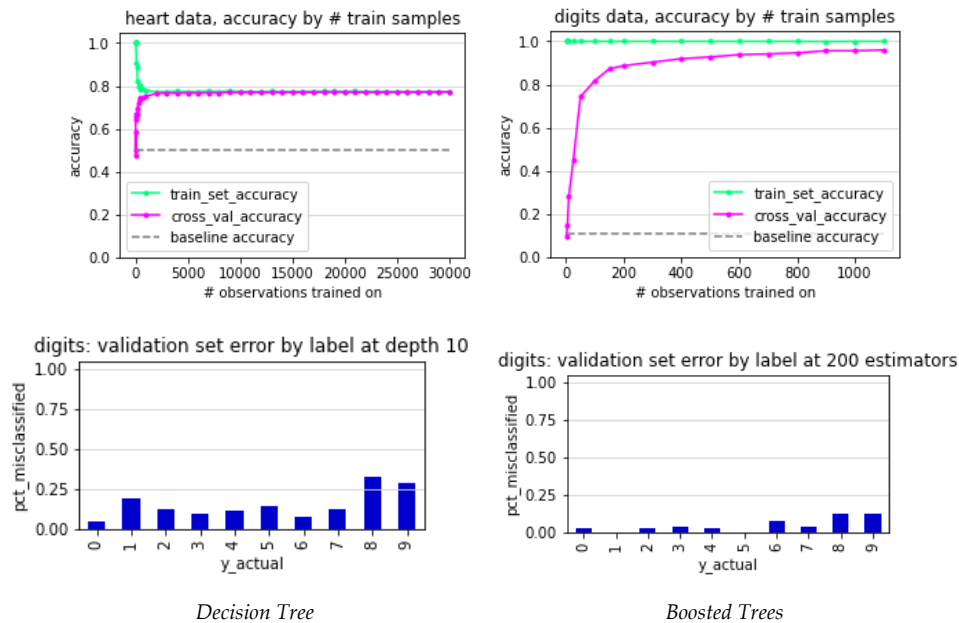 heart data, accuracy by # train samples
1.0
0.8
0.6
0.4
0.2
0.0
accuracy
train_set_accuracy
cross_val_accuracy
baseline accuracy
0 5000 10000 15000 20000 25000 30000
# observations trained on
digits data, accuracy by # train samples
1.0
0.8
0.6
0.4
0.2
0.0
accuracy
train_set_accuracy
cross_val_accuracy
baseline accuracy
0 200 400 600 800 1000
# observations trained on
digits: validation set error by label at depth 10
1.00
0.75
0.50
0.25
0.00
pct_misclassified
0 1 2 3 4 5 6 7 8 9
y_actual
Decision Tree
digits: validation set error by label at 200 estimators
1.00
0.75
0.50
0.25
0.00
pct_misclassified
0 1 2 3 4 5 6 7 8 9
y_actual
Boosted Trees